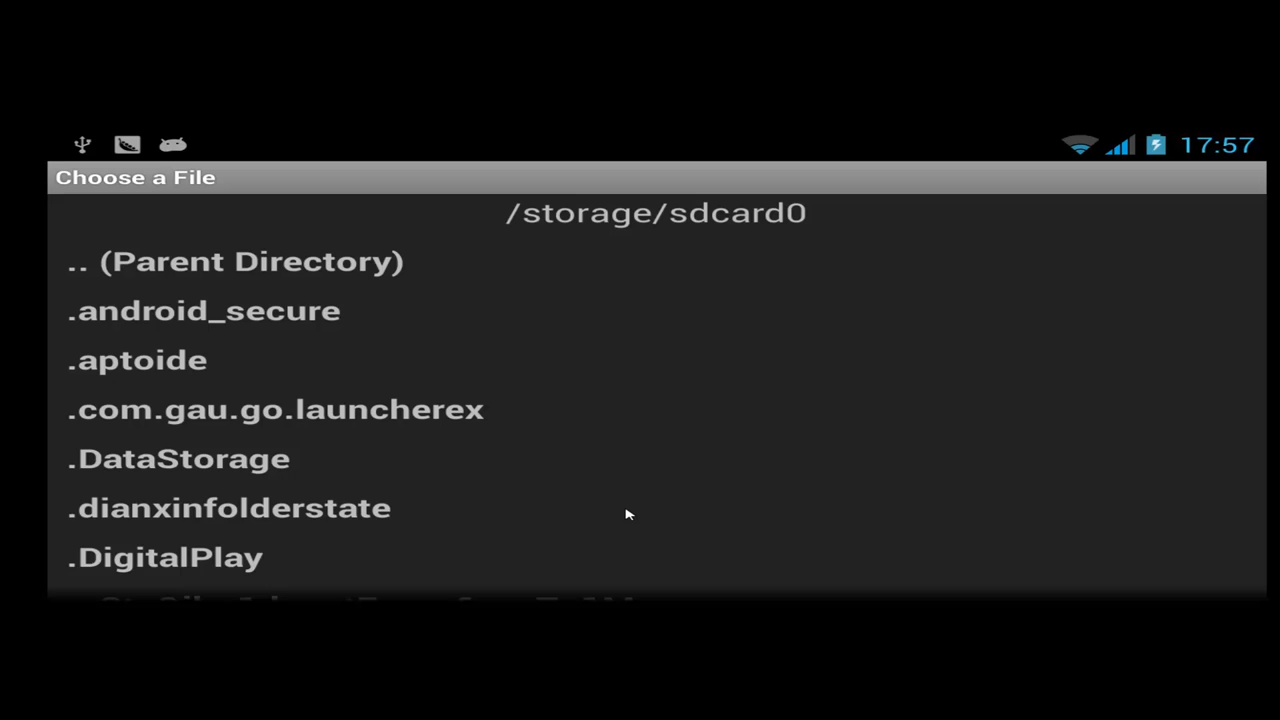 17:57
Choose a File
/storage/sdcard0
.. (Parent Directory)
.android_secure
.aptoide
.com.gau.go.launcherex
.DataStorage
.dianxinfolderstate
.DigitalPlay